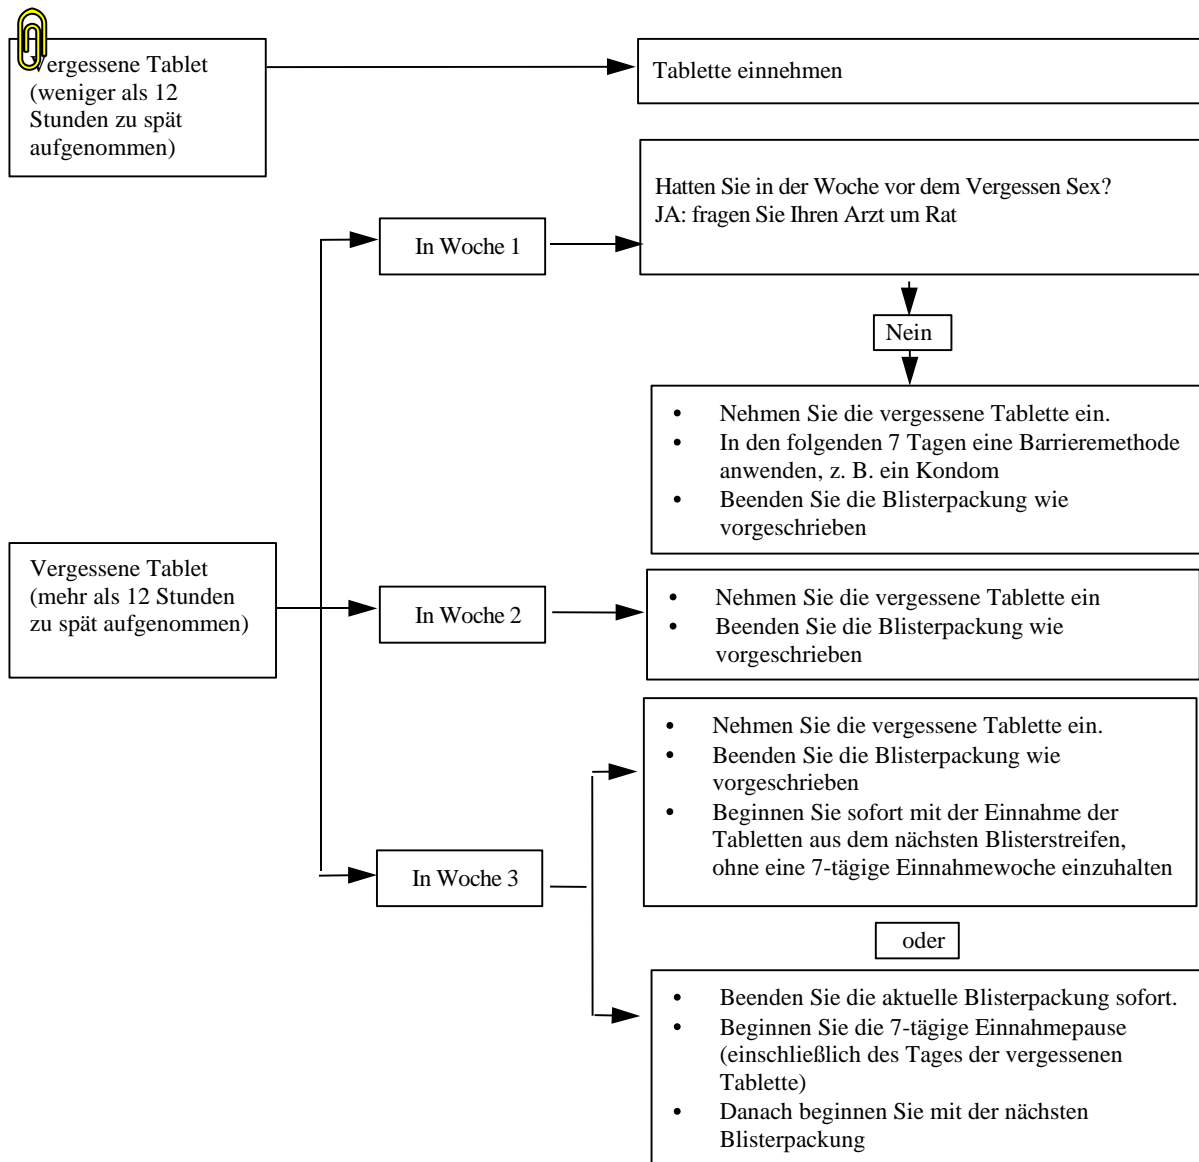 Vergessene Tablet
(weniger als 12
Stunden zu spät
aufgenommen)
Tablette einnehmen
Hatten Sie in der Woche vor dem Vergessen Sex?
JA: fragen Sie Ihren Arzt um Rat
In Woche 1
Nein
• Nehmen Sie die vergessene Tablette ein.
• In den folgenden 7 Tagen eine Barrieremethode
anwenden, z. B. ein Kondom
• Beenden Sie die Blisterpackung wie
vorgeschrieben
Vergessene Tablet
(mehr als 12 Stunden
zu spät aufgenommen)
In Woche 2
• Nehmen Sie die vergessene Tablette ein
• Beenden Sie die Blisterpackung wie
vorgeschrieben
In Woche 3
• Nehmen Sie die vergessene Tablette ein.
• Beenden Sie die Blisterpackung wie
vorgeschrieben
• Beginnen Sie sofort mit der Einnahme der
Tabletten aus dem nächsten Blisterstreifen,
ohne eine 7-tägige Einnahmewoche einzuhalten
oder
• Beenden Sie die aktuelle Blisterpackung sofort.
• Beginnen Sie die 7-tägige Einnahmepause
(einschließlich des Tages der vergessenen
Tablette)
• Danach beginnen Sie mit der nächsten
Blisterpackung